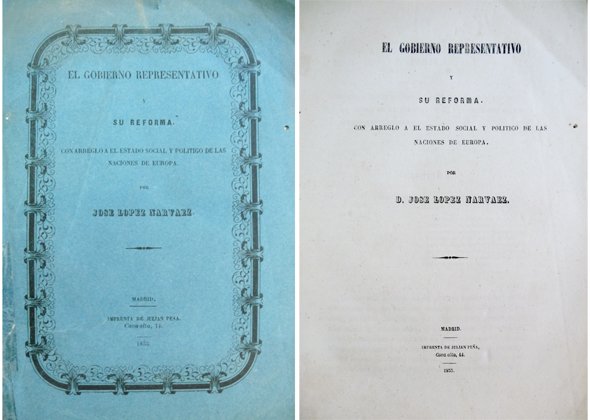 EL GOBIERNO REPRESENTATIVO
Y
SU REFORMA.
CON ARREGLO A EL ESTADO SOCIAL Y POLITICO DE LAS
NACIONES DE EUROPA.
POR
JOSE LOPEZ NARVAEZ.
MADRID.
IMPRENTA DE JULIAN PEÑA,
14.
1855.
EL GOBIERNO REPRESENTATIVO
Y
SU REFORMA.
CON ARREGLO A EL ESTADO SOCIAL Y POLITICO DE LAS
NACIONES DE EUROPA.
POR
D. JOSE LOPEZ NARVAEZ.
MADRID.
IMPRENTA DE JULIAN PEÑA,
1855.